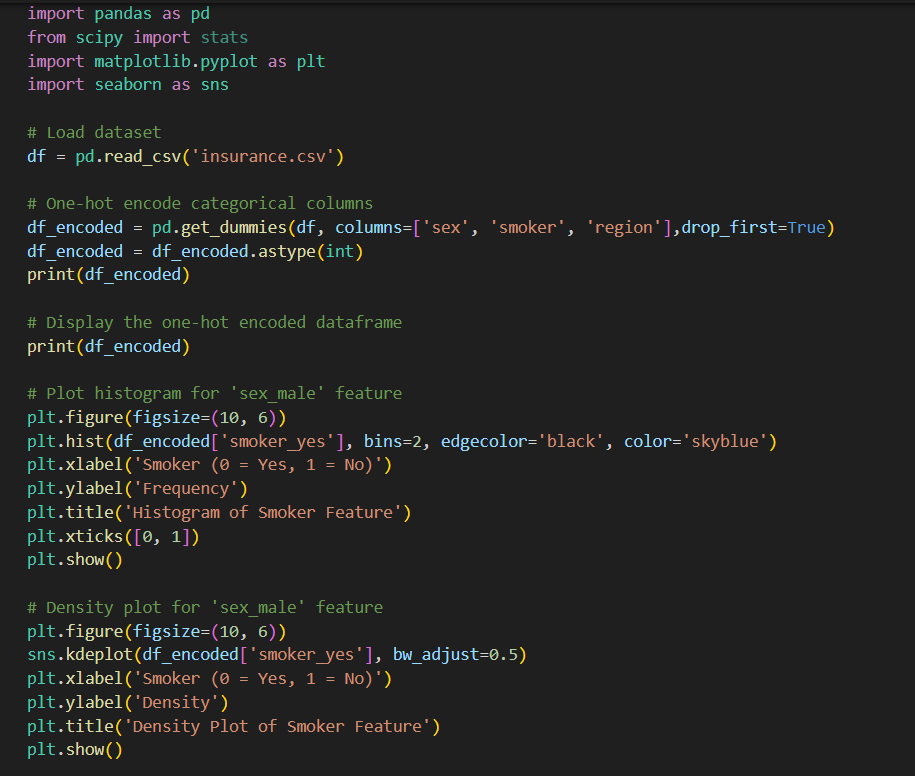 import pandas as pd
from scipy import stats
import matplotlib.pyplot as plt
import seaborn as sns
# Load dataset
df = pd.read_csv('insurance.csv')
# One-hot encode categorical columns
df_encoded = pd.get_dummies(df, columns=['sex', 'smoker', 'region'],drop_first=True)
df_encoded = df_encoded.astype(int)
print(df_encoded)
# Display the one-hot encoded dataframe
print(df_encoded)
# Plot histogram for 'sex_male' feature
plt.figure(figsize=(10, 6))
plt.hist(df_encoded['smoker_yes'], bins=2, edgecolor='black', color='skyblue')
plt.xlabel('Smoker (0 = Yes, 1 = No)')
plt.ylabel('Frequency')
plt.title('Histogram of Smoker Feature')
plt.xticks([0, 1])
plt.show()
# Density plot for 'sex_male' feature
plt.figure(figsize=(10, 6))
sns.kdeplot(df_encoded['smoker_yes'], bw_adjust=0.5)
plt.xlabel('Smoker (0 = Yes, 1 = No)')
plt.ylabel('Density')
plt.title('Density Plot of Smoker Feature')
plt.show()